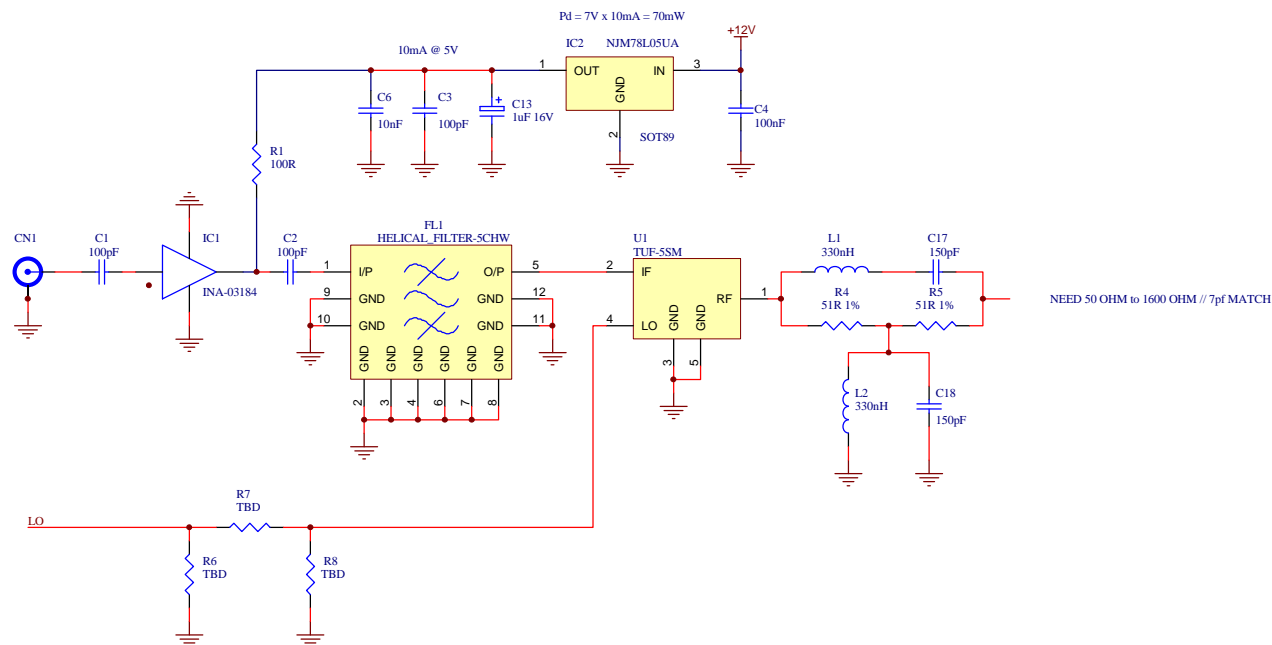 Pd = 7V x 10mA = 70mW
+12V
IC2 NJM78L05UA
10mA @ 5V
1 OUT IN 3
GND
2
SOT89
C6
10nF
C3
100pF
+
C13
1uF 16V
C4
100nF
R1
100R
CN1
C1
100pF
IC1
INA-03184
C2
100pF
FL1
HELICAL_FILTER-5CHW
1 I/P O/P 5
9 GND GND 12
10 GND GND 11
GND GND GND GND GND GND
2 3 4 6 7 8
U1
TUF-5SM
2 IF
RF 1
4 LO
GND GND
3 5
L1
330nH
C17
150pF
R4
51R 1%
R5
51R 1%
NEED 50 OHM to 1600 OHM // 7pf MATCH
L2
330nH
C18
150pF
LO
R7
TBD
R6
TBD
R8
TBD